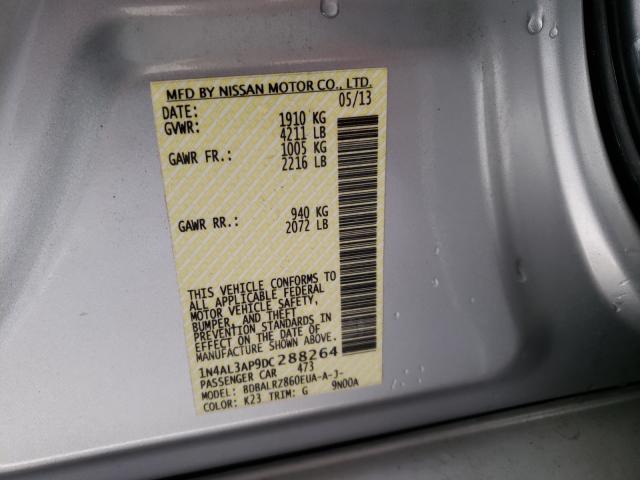 MFD BY NISSAN MOTOR CO., LTD.
DATE: 05/13
GVWR: 1910 KG
4211 LB
GAWR FR.: 1005 KG
2216 LB
GAWR RR.: 940 KG
2072 LB
THIS VEHICLE CONFORMS TO
ALL APPLICABLE FEDERAL
MOTOR VEHICLE SAFETY,
BUMPER, AND THEFT
PREVENTION STANDARDS IN
EFFECT ON THE DATE OF
MANUFACTURE SHOWN ABOVE.
1N4AL3AP9DC288264
PASSENGER CAR 473
MODEL: BDBALRZ860EUA-A-J-
COLOR: K23 TRIM: G 9N00A